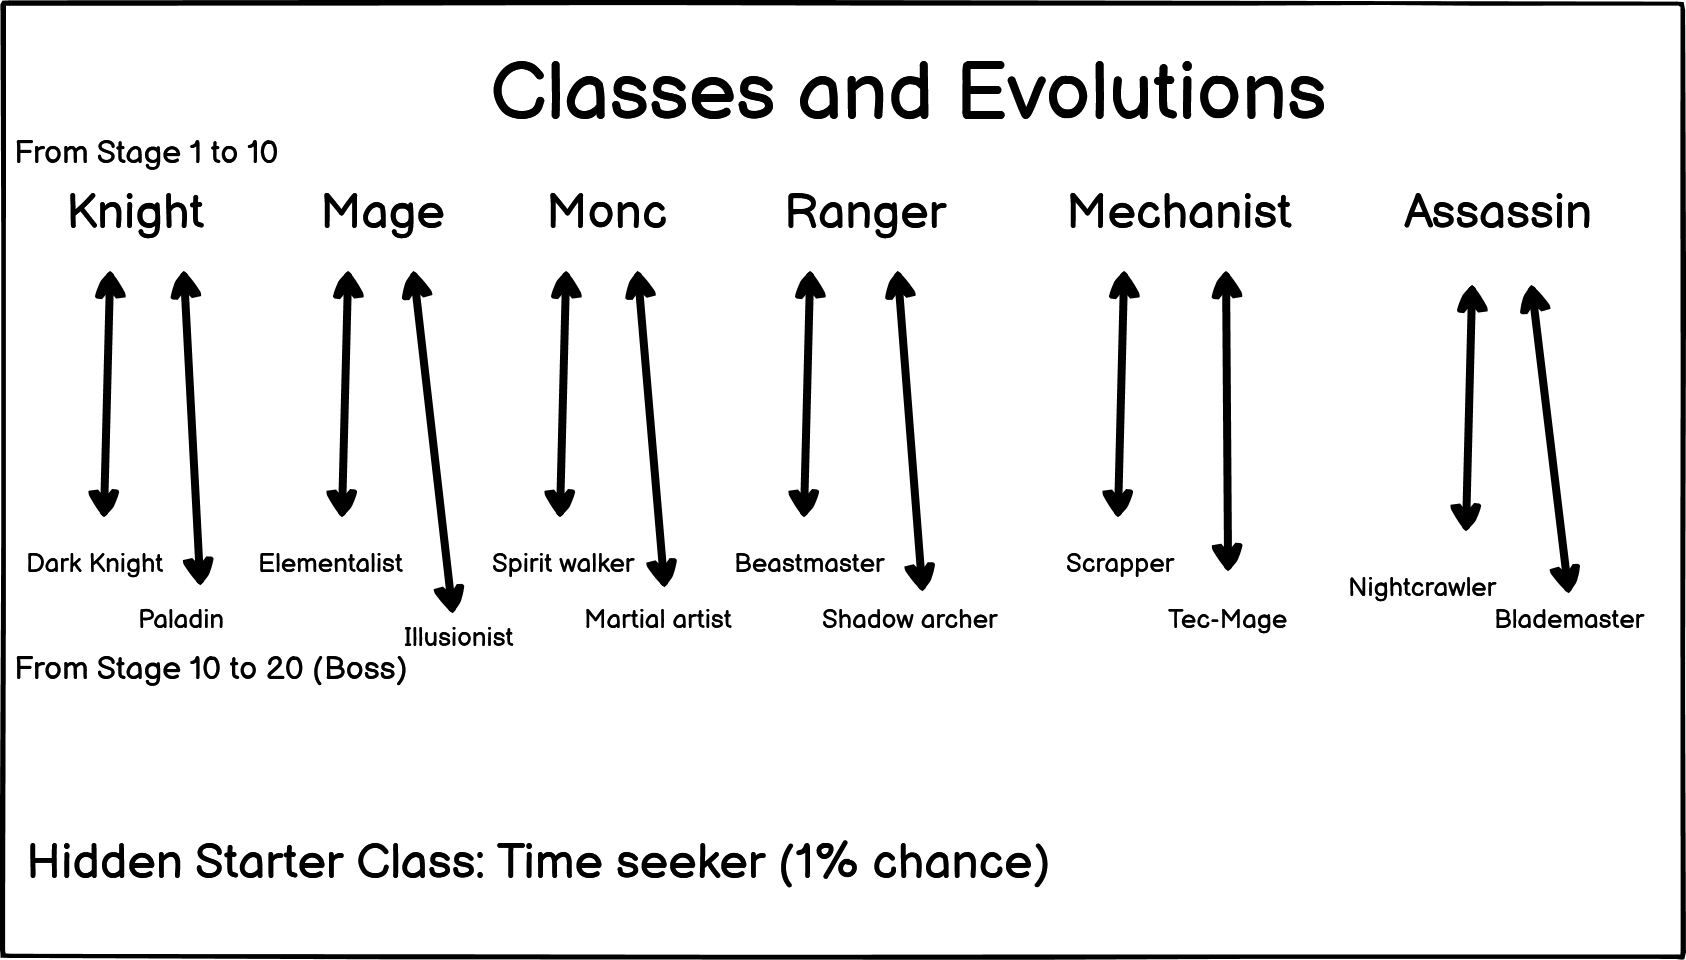 Classes and Evolutions
From Stage 1 to 10
Knight Mage Monc Ranger Mechanist Assassin
Dark Knight Elementalist Spirit walker Beastmaster Scrapper Nightcrawler
Paladin Illusionist Martial artist Shadow archer Tec-Mage Blademaster
From Stage 10 to 20 (Boss)
Hidden Starter Class: Time seeker (1% chance)